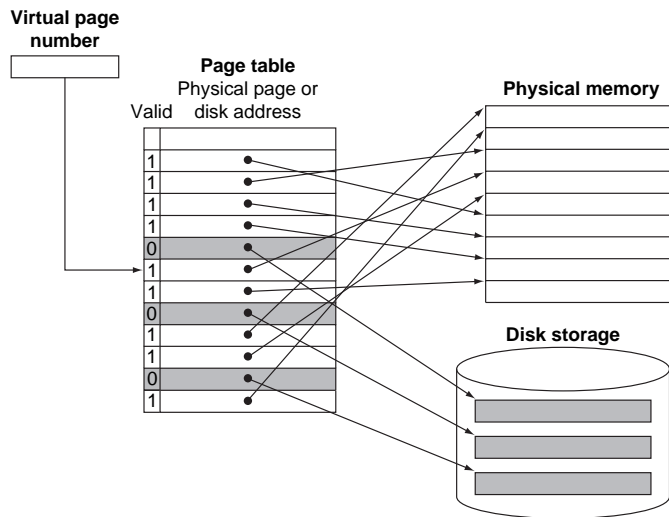 Virtual page
number
Page table
Physical page or
disk address
Valid
Physical memory
1
1
1
1
0
1
1
0
1
1
0
1
Disk storage